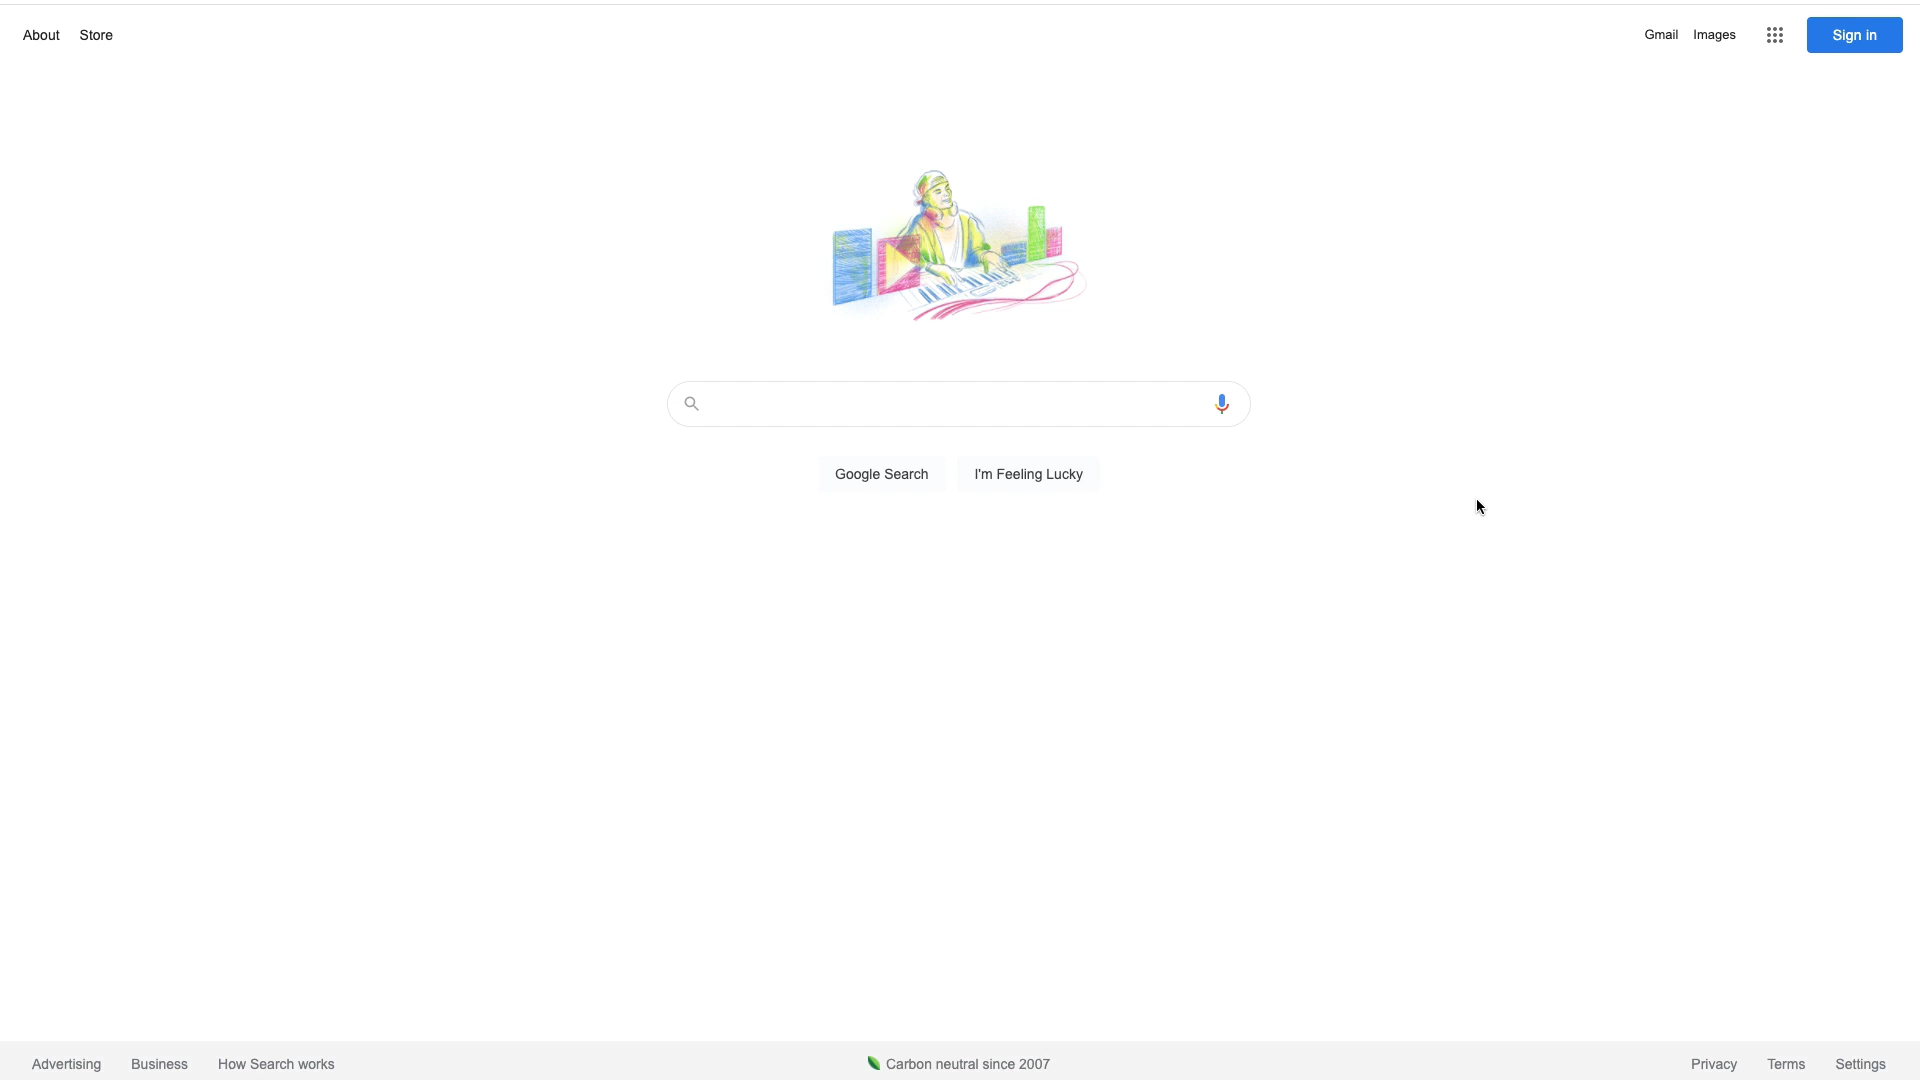 About Store
Gmail Images
Sign in
Google Search
I'm Feeling Lucky
Advertising Business How Search works
Carbon neutral since 2007
Privacy Terms Settings